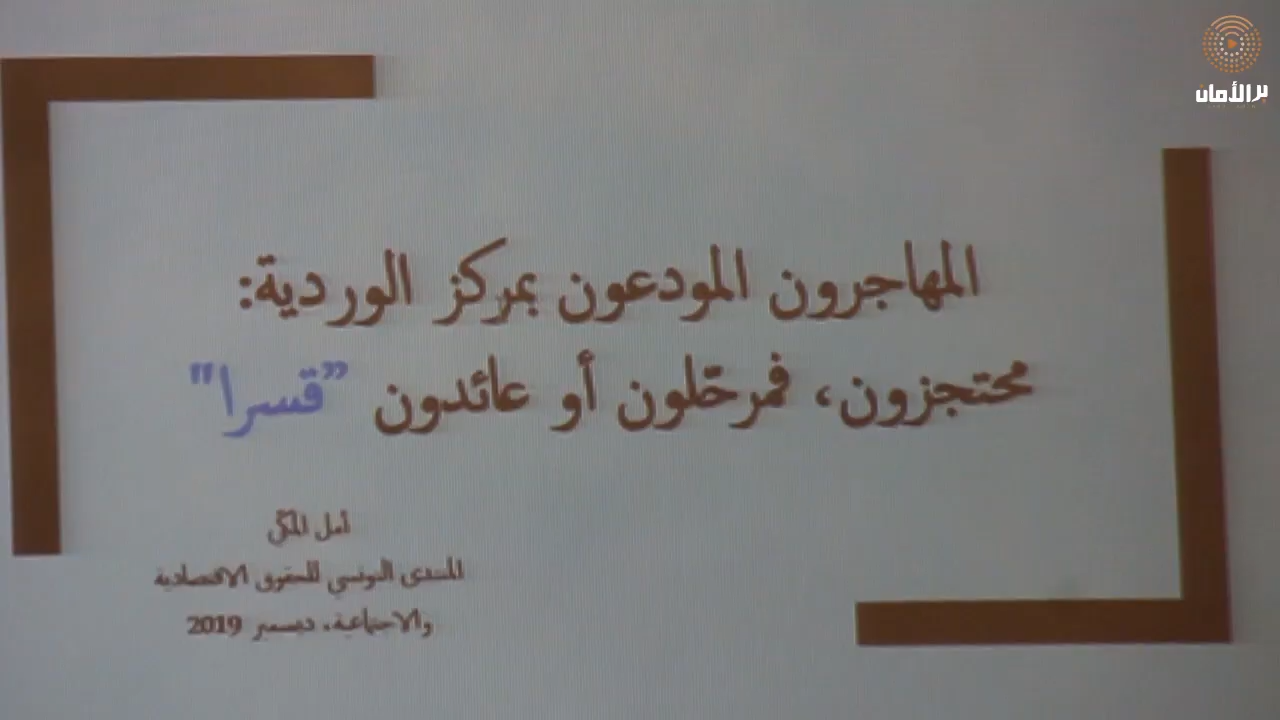 بر الأمان
المهاجرون المودعون بمركز الوردية:
محتجزون، فمرحّلون أو عائدون ”قسرا"
أمل المكّي
المنتدى التونسي للحقوق الاقتصادية
والاجتماعية، ديسمبر 2019